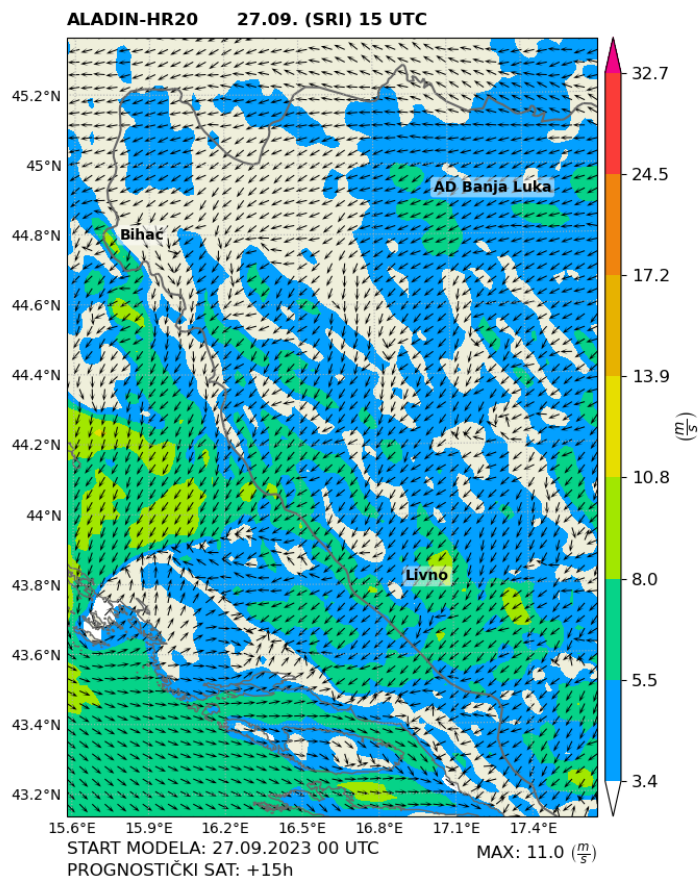 ALADIN-HR20 27.09. (SRI) 15 UTC
45.2°N
45°N
44.8°N
44.6°N
44.4°N
44.2°N
44°N
43.8°N
43.6°N
43.4°N
43.2°N
AD Banja Luka
Bihać
Livno
32.7
24.5
17.2
13.9
10.8
8.0
5.5
3.4
(m/s)
15.6°E 15.9°E 16.2°E 16.5°E 16.8°E 17.1°E 17.4°E
START MODELA: 27.09.2023 00 UTC
MAX: 11.0 (m/s)
PROGNOSTIČKI SAT: +15h